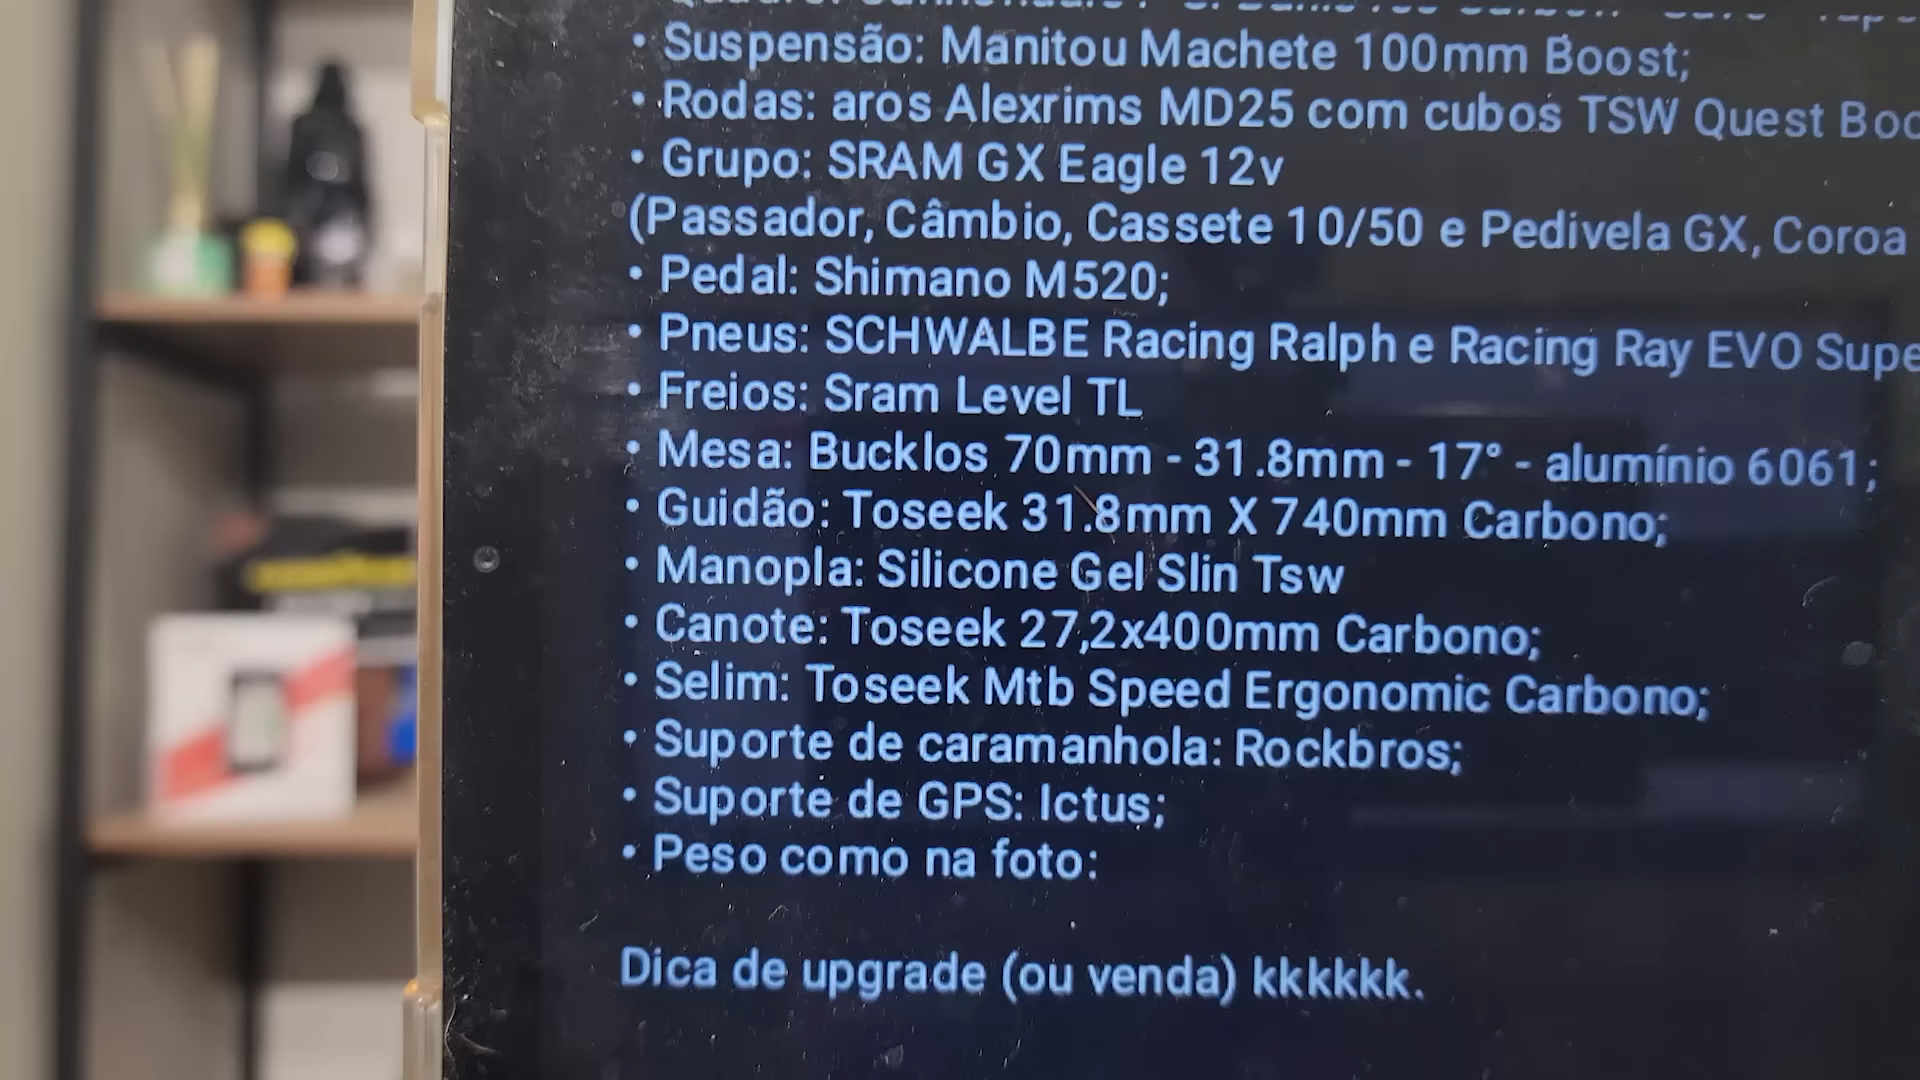 • Suspensão: Manitou Machete 100mm Boost;
• Rodas: aros Alexrims MD25 com cubos TSW Quest
• Grupo: SRAM GX Eagle 12v
(Passador, Câmbio, Cassete 10/50 e Pedivela GX, Coroa
• Pedal: Shimano M520;
• Pneus: SCHWALBE Racing Ralph e Racing Ray EVO
• Freios: Sram Level TL
• Mesa: Bucklos 70mm - 31.8mm - 17° - alumínio 6061;
• Guidão: Toseek 31.8mm X 740mm Carbono;
• Manopla: Silicone Gel Slin Tsw
• Canote: Toseek 27,2x400mm Carbono;
• Selim: Toseek Mtb Speed Ergonomic Carbono;
• Suporte de caramanhola: Rockbros;
• Suporte de GPS: Ictus;
• Peso como na foto:
Dica de upgrade (ou venda) kkkkkk.